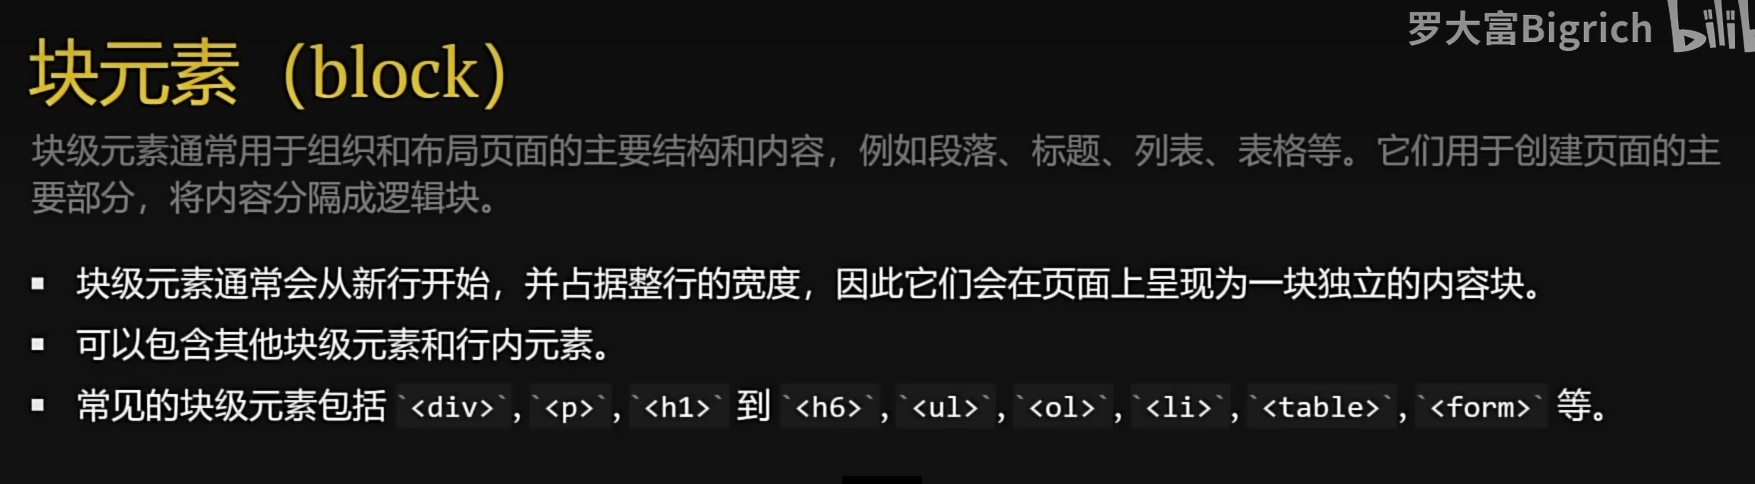 罗大富Bigrich bilib
块元素（block）
块级元素通常用于组织和布局页面的主要结构和内容，例如段落、标题、列表、表格等。它们用于创建页面的主
要部分，将内容分隔成逻辑块。
▪ 块级元素通常会从新行开始，并占据整行的宽度，因此它们会在页面上呈现为一块独立的内容块。
▪ 可以包含其他块级元素和行内元素。
▪ 常见的块级元素包括 `<div>`, `<p>`, `<h1>` 到 `<h6>`, `<ul>`, `<ol>`, `<li>`, `<table>`, `<form>` 等。